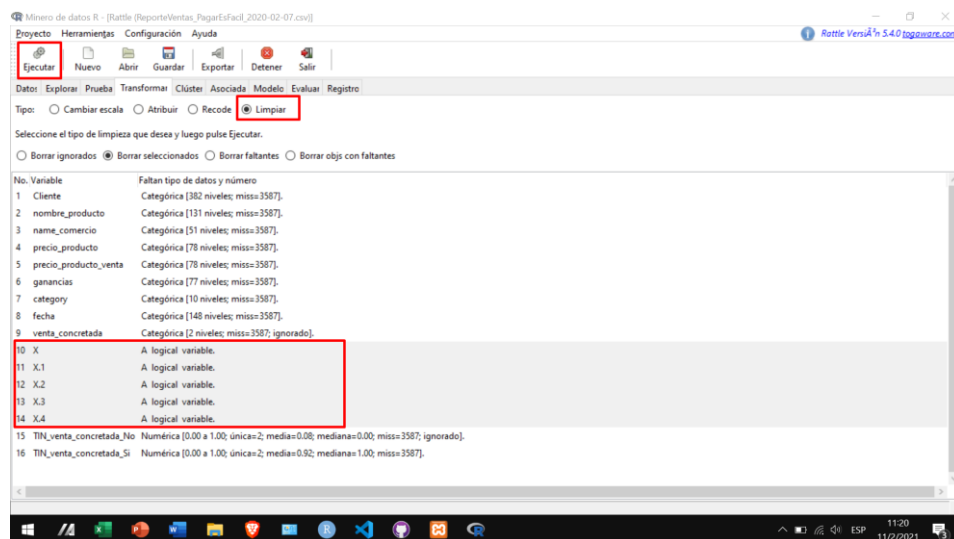 Minero de datos R - [Rattle (ReporteVentas_PagarEsFacil_2020-02-07.csv)]
Proyecto Herramientas Configuración Ayuda
Rattle VersiÃ³n 5.4.0 togaware.com
Ejecutar Nuevo Abrir Guardar Exportar Detener Salir
Datos Explorar Prueba Transformar Clúster Asociada Modelo Evaluar Registro
Tipo: Cambiar escala Atribuir Recode Limpiar
Seleccione el tipo de limpieza que desea y luego pulse Ejecutar.
Borrar ignorados Borrar seleccionados Borrar faltantes Borrar objs con faltantes
No. Variable Faltan tipo de datos y número
1 Cliente Categórica [382 niveles; miss=3587].
2 nombre_producto Categórica [131 niveles; miss=3587].
3 name_comercio Categórica [51 niveles; miss=3587].
4 precio_producto Categórica [78 niveles; miss=3587].
5 precio_producto_venta Categórica [78 niveles; miss=3587].
6 ganancias Categórica [77 niveles; miss=3587].
7 category Categórica [10 niveles; miss=3587].
8 fecha Categórica [148 niveles; miss=3587].
9 venta_concretada Categórica [2 niveles; miss=3587; ignorado].
10 X A logical variable.
11 X.1 A logical variable.
12 X.2 A logical variable.
13 X.3 A logical variable.
14 X.4 A logical variable.
15 TIN_venta_concretada_No Numérica [0.00 a 1.00; única=2; media=0.08; mediana=0.00; miss=3587; ignorado].
16 TIN_venta_concretada_Si Numérica [0.00 a 1.00; única=2; media=0.92; mediana=1.00; miss=3587].
ESP
11:20
11/2/2021